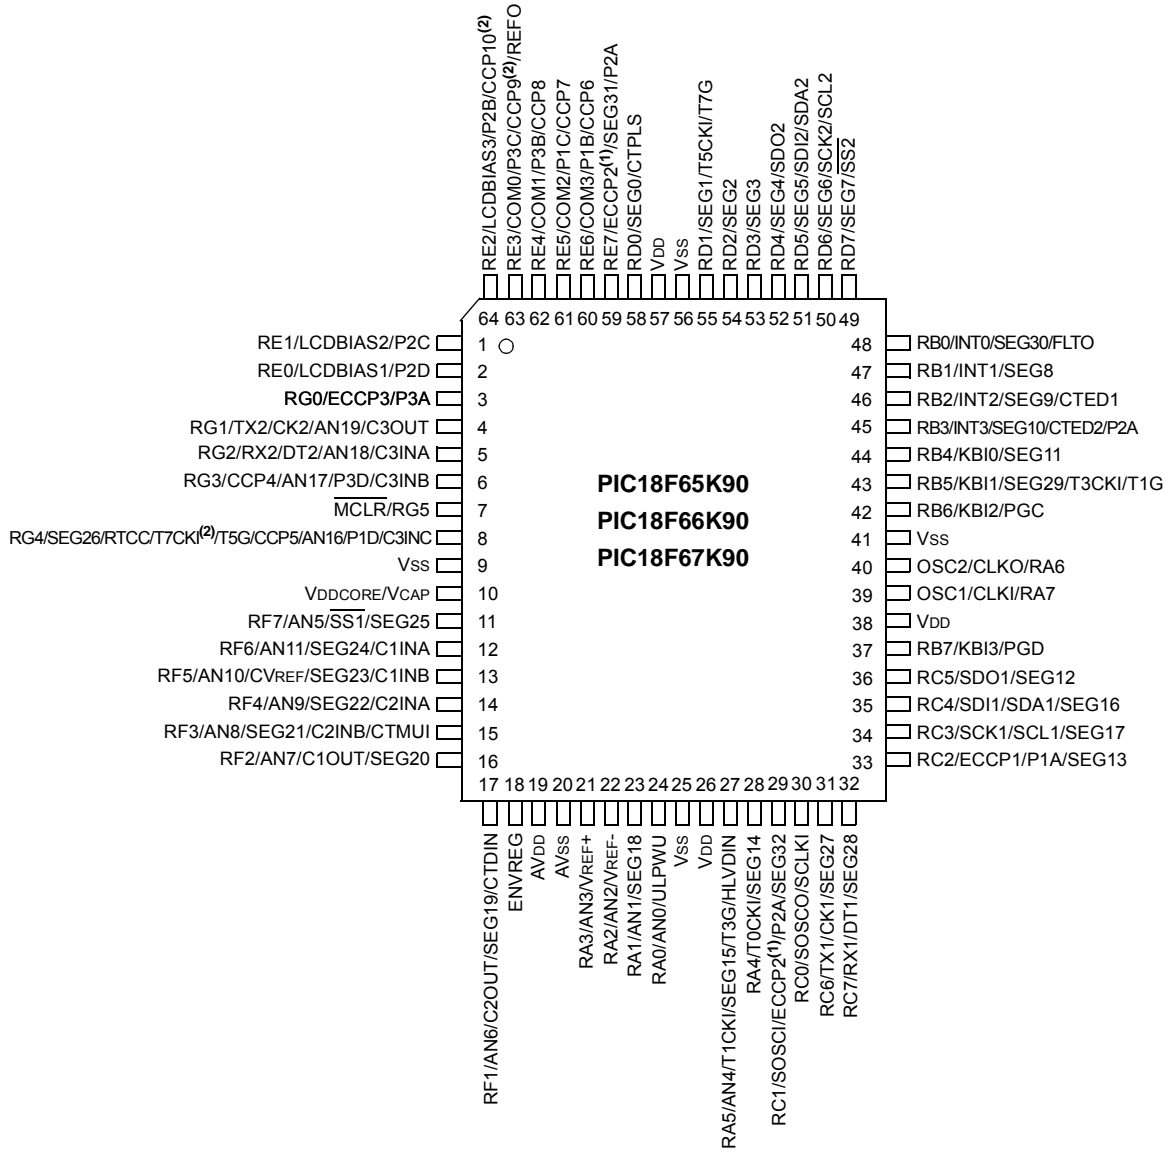 RE2/LCDBIAS3/P2B/CCP10(2)
RE3/COM0/P3C/CCP9(2)/REFO
RE4/COM1/P3B/CCP8
RE5/COM2/P1C/CCP7
RE6/COM3/P1B/CCP6
RE7/ECCP2(1)/SEG31/P2A
RD0/SEG0/CTPLS
VDD
VSS
RD1/SEG1/T5CKI/T7G
RD2/SEG2
RD3/SEG3
RD4/SEG4/SDO2
RD5/SEG5/SDI2/SDA2
RD6/SEG6/SCK2/SCL2
RD7/SEG7/SS2
64 63 62 61 60 59 58 57 56 55 54 53 52 51 50 49
RE1/LCDBIAS2/P2C 1
RE0/LCDBIAS1/P2D 2
RG0/ECCP3/P3A 3
RG1/TX2/CK2/AN19/C3OUT 4
RG2/RX2/DT2/AN18/C3INA 5
RG3/CCP4/AN17/P3D/C3INB 6
MCLR/RG5 7
RG4/SEG26/RTCC/T7CKI(2)/T5G/CCP5/AN16/P1D/C3INC 8
VSS 9
VDDCORE/VCAP 10
RF7/AN5/SS1/SEG25 11
RF6/AN11/SEG24/C1INA 12
RF5/AN10/CVREF/SEG23/C1INB 13
RF4/AN9/SEG22/C2INA 14
RF3/AN8/SEG21/C2INB/CTMUI 15
RF2/AN7/C1OUT/SEG20 16
PIC18F65K90
PIC18F66K90
PIC18F67K90
48 RB0/INT0/SEG30/FLTO
47 RB1/INT1/SEG8
46 RB2/INT2/SEG9/CTED1
45 RB3/INT3/SEG10/CTED2/P2A
44 RB4/KBI0/SEG11
43 RB5/KBI1/SEG29/T3CKI/T1G
42 RB6/KBI2/PGC
41 VSS
40 OSC2/CLKO/RA6
39 OSC1/CLKI/RA7
38 VDD
37 RB7/KBI3/PGD
36 RC5/SDO1/SEG12
35 RC4/SDI1/SDA1/SEG16
34 RC3/SCK1/SCL1/SEG17
33 RC2/ECCP1/P1A/SEG13
17 18 19 20 21 22 23 24 25 26 27 28 29 30 31 32
RF1/AN6/C2OUT/SEG19/CTDIN
ENVREG
AVDD
AVSS
RA3/AN3/VREF+
RA2/AN2/VREF-
RA1/AN1/SEG18
RA0/AN0/ULPWU
VSS
VDD
RA5/AN4/T1CKI/SEG15/T3G/HLVDIN
RA4/T0CKI/SEG14
RC1/SOSCI/ECCP2(1)/P2A/SEG32
RC0/SOSCO/SCLKI
RC6/TX1/CK1/SEG27
RC7/RX1/DT1/SEG28